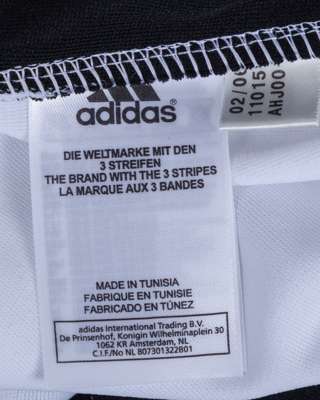 adidas®
DIE WELTMARKE MIT DEN
3 STREIFEN
THE BRAND WITH THE 3 STRIPES
LA MARQUE AUX 3 BANDES
MADE IN TUNISIA
FABRIQUE EN TUNISIE
FABRICADO EN TÚNEZ
adidas International Trading B.V.
De Prinsenhof, Konigin Wilhelminaplein 30
1062 KR Amsterdam, NL
C.I.F./No NL 807301322B01
02/06
11015
AHJ00